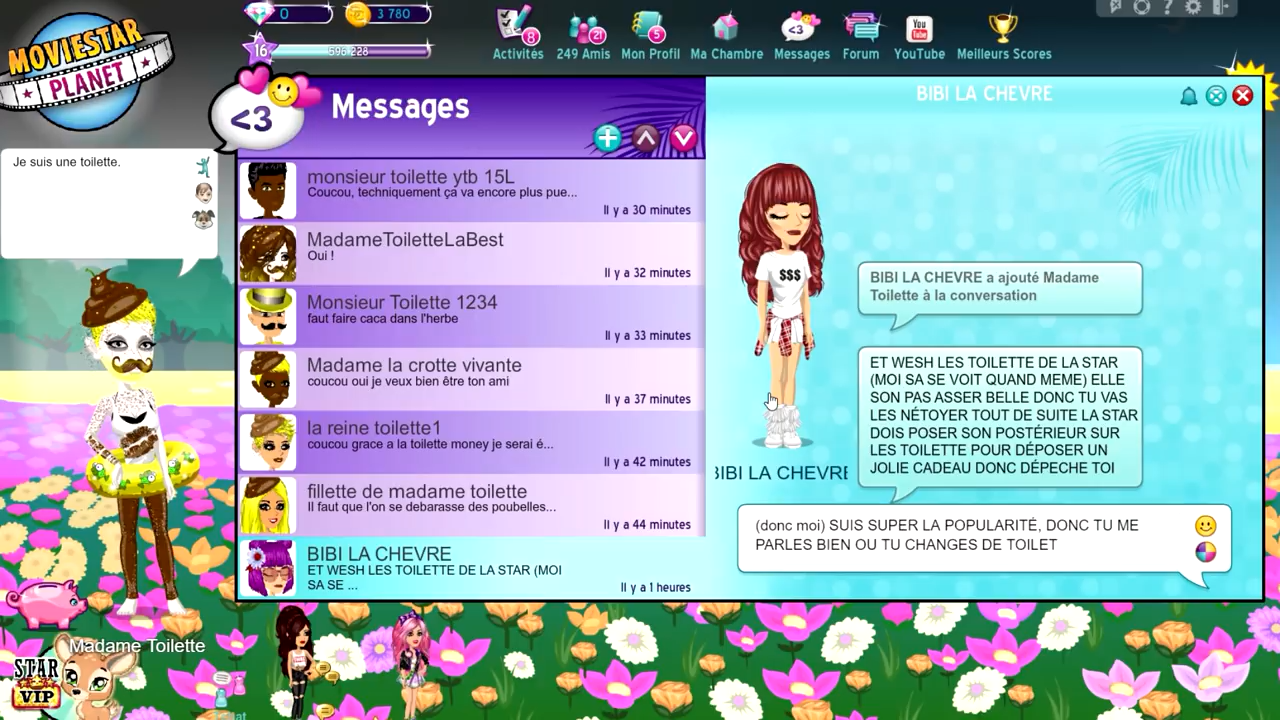 MOVIESTAR
PLANET
0
3 780
16
596.228
8
21
5
<3
You
Tube
Activités
249 Amis
Mon Profil
Ma Chambre
Messages
Forum
YouTube
Meilleurs Scores
?
<3
Messages
BIBI LA CHEVRE
Je suis une toilette.
monsieur toilette ytb 15L
Coucou, techniquement ça va encore plus pue...
Il y a 30 minutes
MadameToiletteLaBest
Oui !
Il y a 32 minutes
Monsieur Toilette 1234
faut faire caca dans l'herbe
Il y a 33 minutes
Madame la crotte vivante
coucou oui je veux bien être ton ami
Il y a 37 minutes
la reine toilette1
coucou grace a la toilette money je serai é...
Il y a 42 minutes
fillette de madame toilette
Il faut que l'on se debarasse des poubelles...
Il y a 44 minutes
BIBI LA CHEVRE
ET WESH LES TOILETTE DE LA STAR (MOI
SA SE ...
Il y a 1 heures
$$$
BIBI LA CHEVRE
BIBI LA CHEVRE a ajouté Madame
Toilette à la conversation
ET WESH LES TOILETTE DE LA STAR
(MOI SA SE VOIT QUAND MEME) ELLE
SON PAS ASSER BELLE DONC TU VAS
LES NÉTOYER TOUT DE SUITE LA STAR
DOIS POSER SON POSTÉRIEUR SUR
LES TOILETTE POUR DÉPOSER UN
JOLIE CADEAU DONC DÉPECHE TOI
(donc moi) SUIS SUPER LA POPULARITÉ, DONC TU ME
PARLES BIEN OU TU CHANGES DE TOILET
Madame Toilette
STAR
VIP